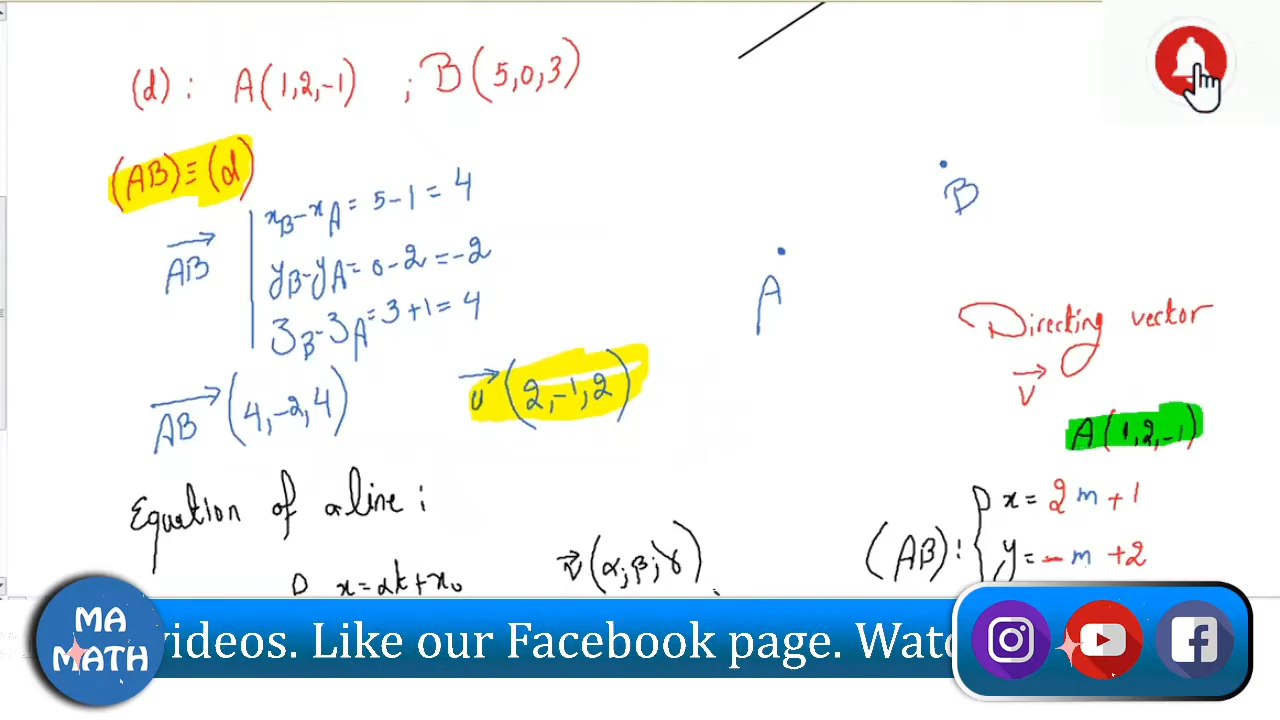 (d) : A(1,2,-1) ; B(5,0,3)
(AB) ≡ (d)
AB→ | x_B - x_A = 5 - 1 = 4
y_B - y_A = 0 - 2 = -2
z_B - z_A = 3 + 1 = 4
AB→ (4,-2,4)
v→ (2,-1,2)
B
A
Directing vector
v→
A(1,2,-1)
Equation of a line :
x = αk + x₀
v→ (α;β;γ)
(AB) : { x = 2m + 1
y = -m + 2
MA
MATH
videos. Like our Facebook page. Watc